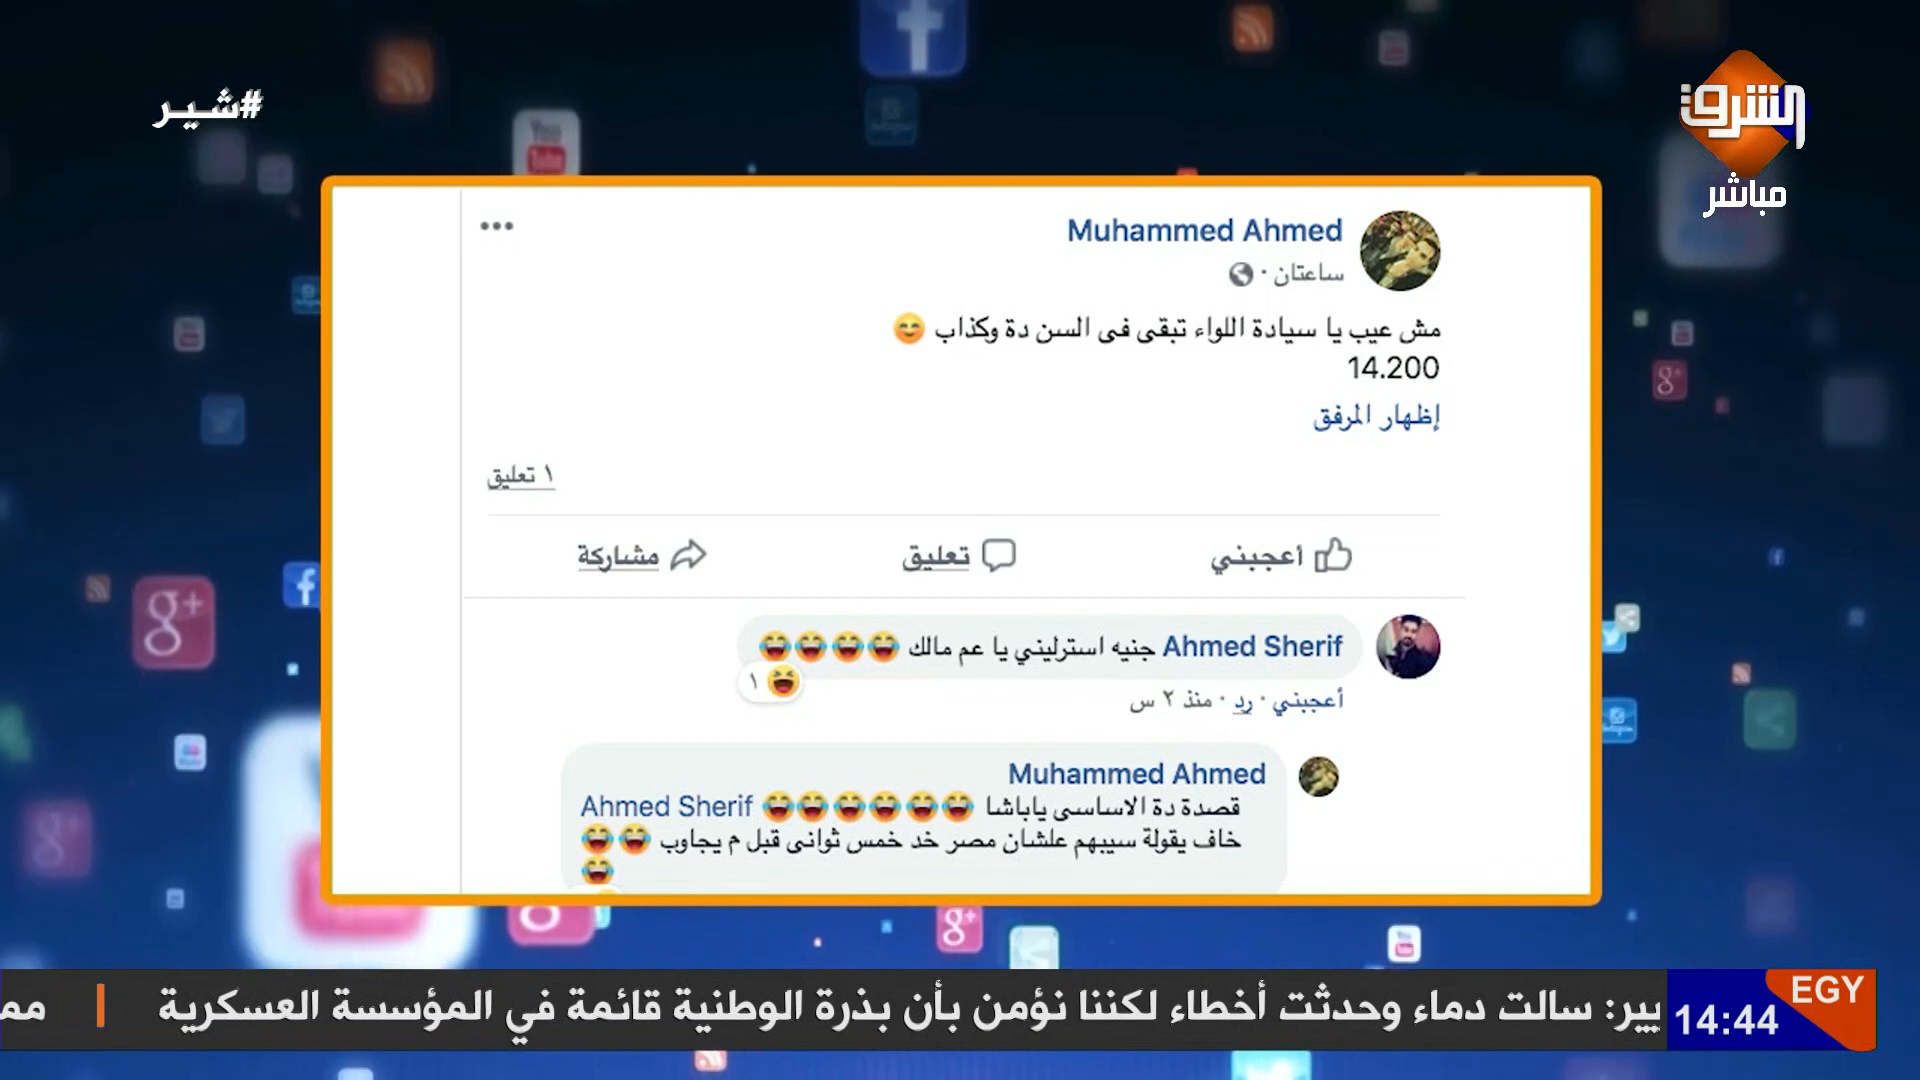 #شير
الشرق
مباشر
Muhammed Ahmed
ساعتان ·
مش عيب يا سيادة اللواء تبقى فى السن دة وكذاب 😊
14.200
إظهار المرفق
١ تعليق
أعجبني
تعليق
مشاركة
Ahmed Sherif جنيه استرليني يا عم مالك 😂😂😂😂
😆 ١
أعجبني · رد · منذ ٢ س
Muhammed Ahmed
قصدة دة الاساسى ياباشا 😂😂😂😂😂😂 Ahmed Sherif
خاف يقولة سيبهم علشان مصر خد خمس ثوانى قبل م يجاوب 😂😂
😂
EGY
14:44
سالت دماء وحدثت أخطاء لكننا نؤمن بأن بذرة الوطنية قائمة في المؤسسة العسكرية |